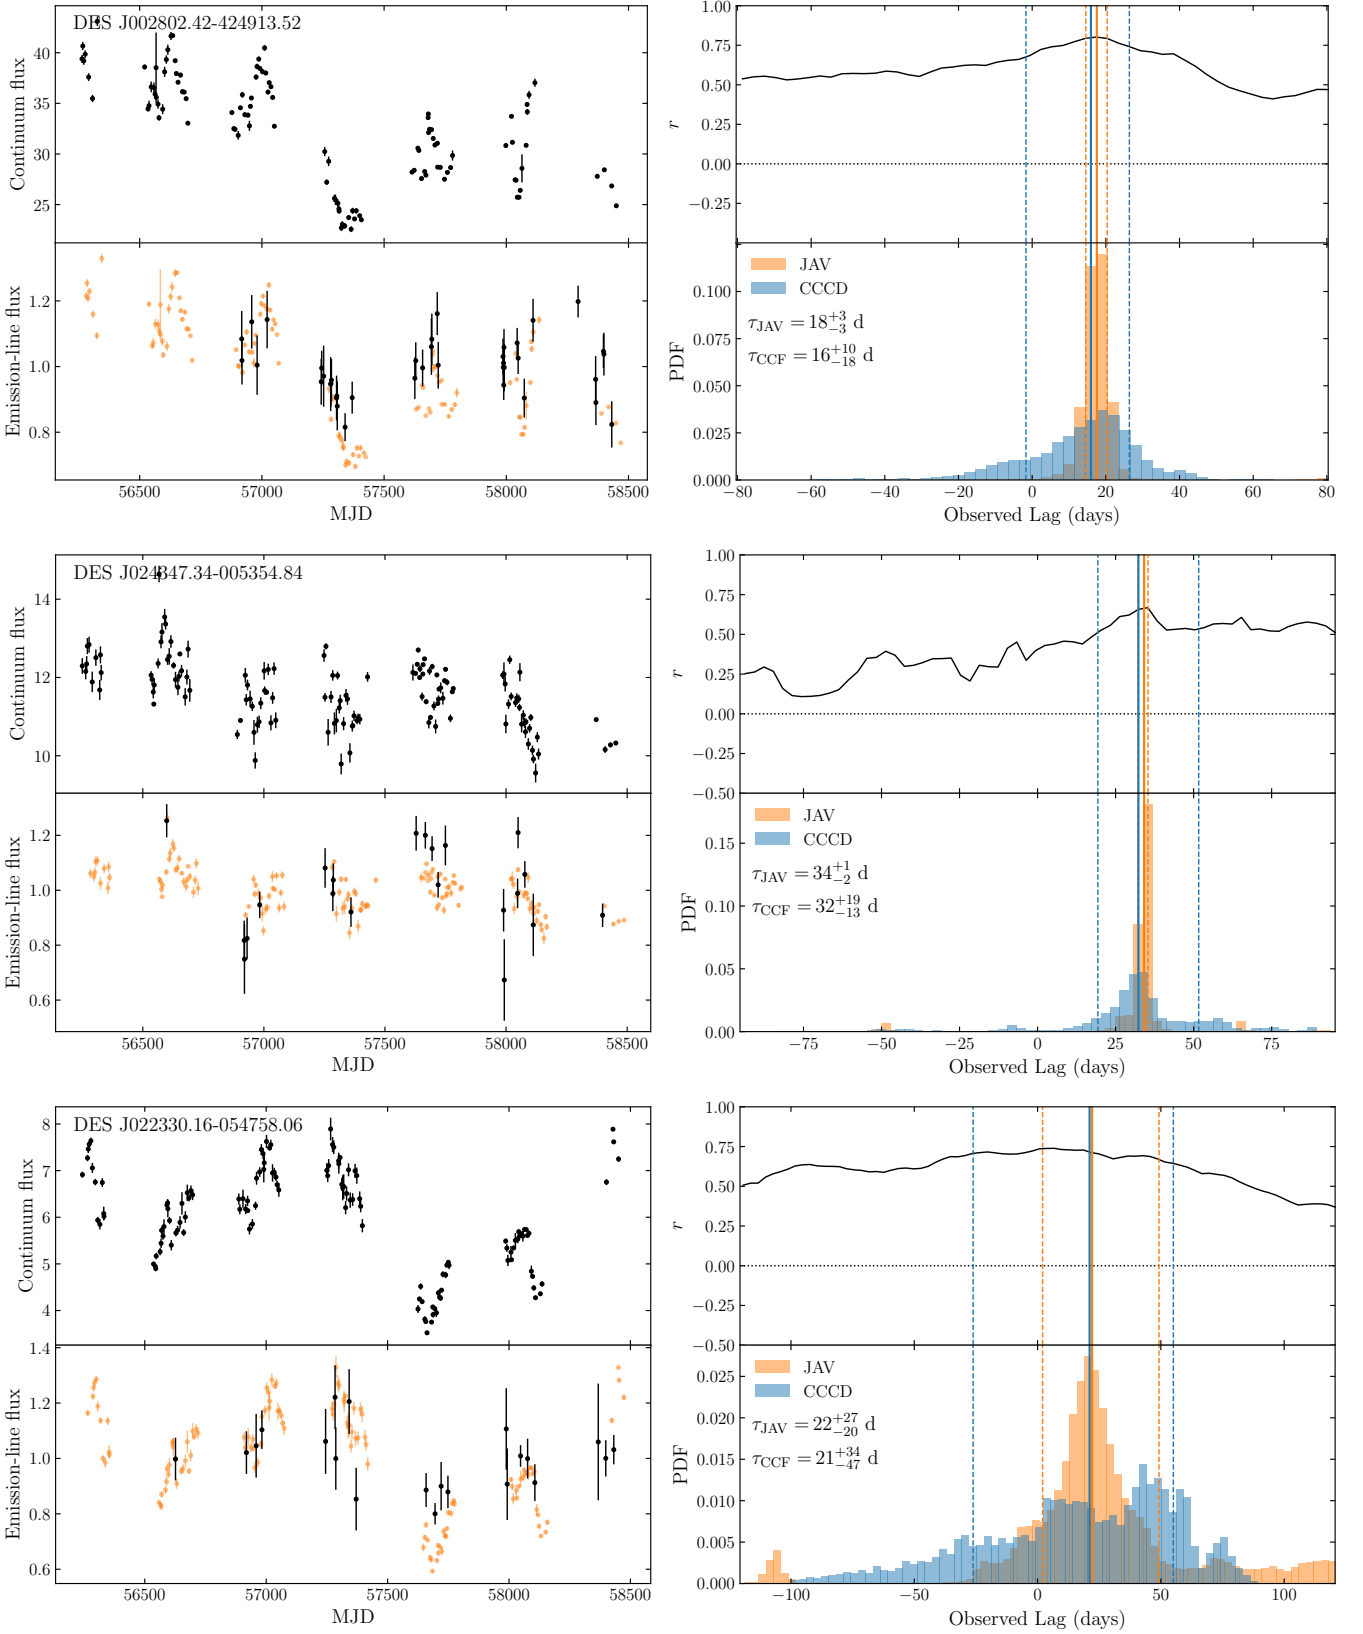 DES J002802.42-424913.52
Continuum flux
40
35
30
25
Emission-line flux
1.2
1.0
0.8
56500 57000 57500 58000 58500
MJD
r
1.00
0.75
0.50
0.25
0.00
−0.25
PDF
0.100
0.075
0.050
0.025
0.000
JAV
CCCD
τJAV = 18+3−3 d
τCCF = 16+10−18 d
−80 −60 −40 −20 0 20 40 60 80
Observed Lag (days)
DES J024347.34-005354.84
Continuum flux
14
12
10
Emission-line flux
1.2
1.0
0.8
0.6
56500 57000 57500 58000 58500
MJD
r
1.00
0.75
0.50
0.25
0.00
−0.25
−0.50
PDF
0.15
0.10
0.05
0.00
JAV
CCCD
τJAV = 34+1−2 d
τCCF = 32+19−13 d
−75 −50 −25 0 25 50 75
Observed Lag (days)
DES J022330.16-054758.06
Continuum flux
8
7
6
5
4
Emission-line flux
1.4
1.2
1.0
0.8
0.6
56500 57000 57500 58000 58500
MJD
r
1.00
0.75
0.50
0.25
0.00
−0.25
−0.50
PDF
0.025
0.020
0.015
0.010
0.005
0.000
JAV
CCCD
τJAV = 22+27−20 d
τCCF = 21+34−47 d
−100 −50 0 50 100
Observed Lag (days)